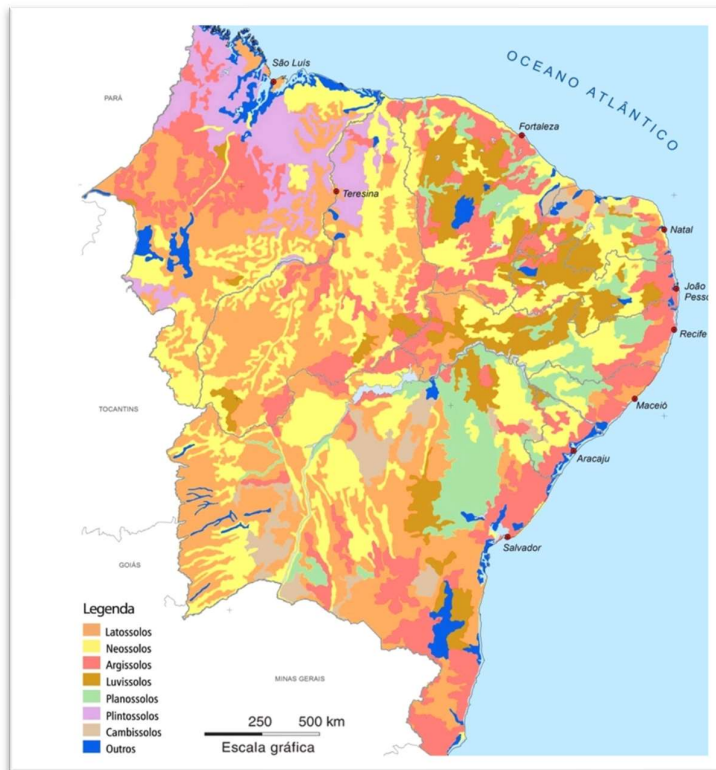 OCEANO ATLÂNTICO
PARÁ
São Luís
Fortaleza
Teresina
Natal
João
Pesso
Recife
TOCANTINS
Maceió
Aracaju
Salvador
GOIÁS
MINAS GERAIS
Legenda
Latossolos
Neossolos
Argissolos
Luvissolos
Planossolos
Plintossolos
Cambissolos
Outros
250 500 km
Escala gráfica